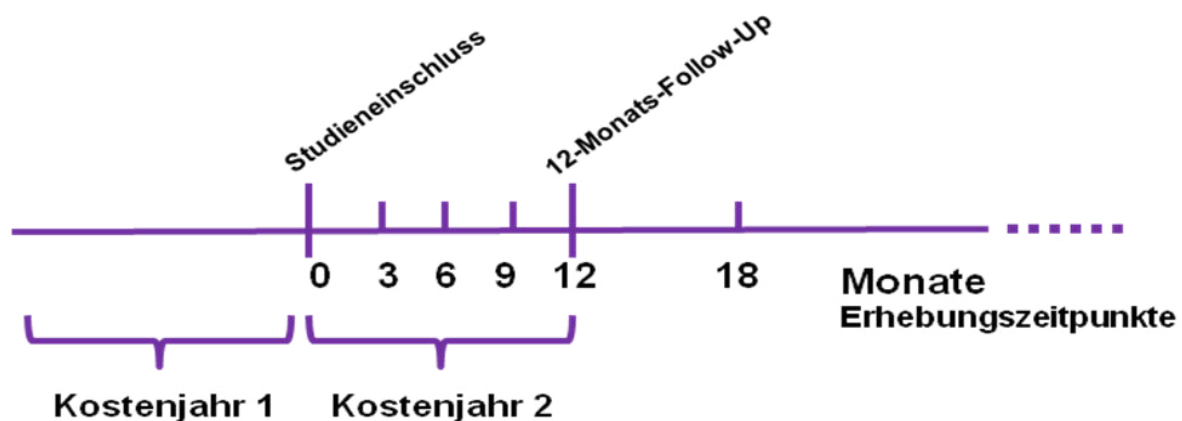 Studieneinschluss
12-Monats-Follow-Up
0 3 6 9 12 18 Monate
Erhebungszeitpunkte
Kostenjahr 1 Kostenjahr 2